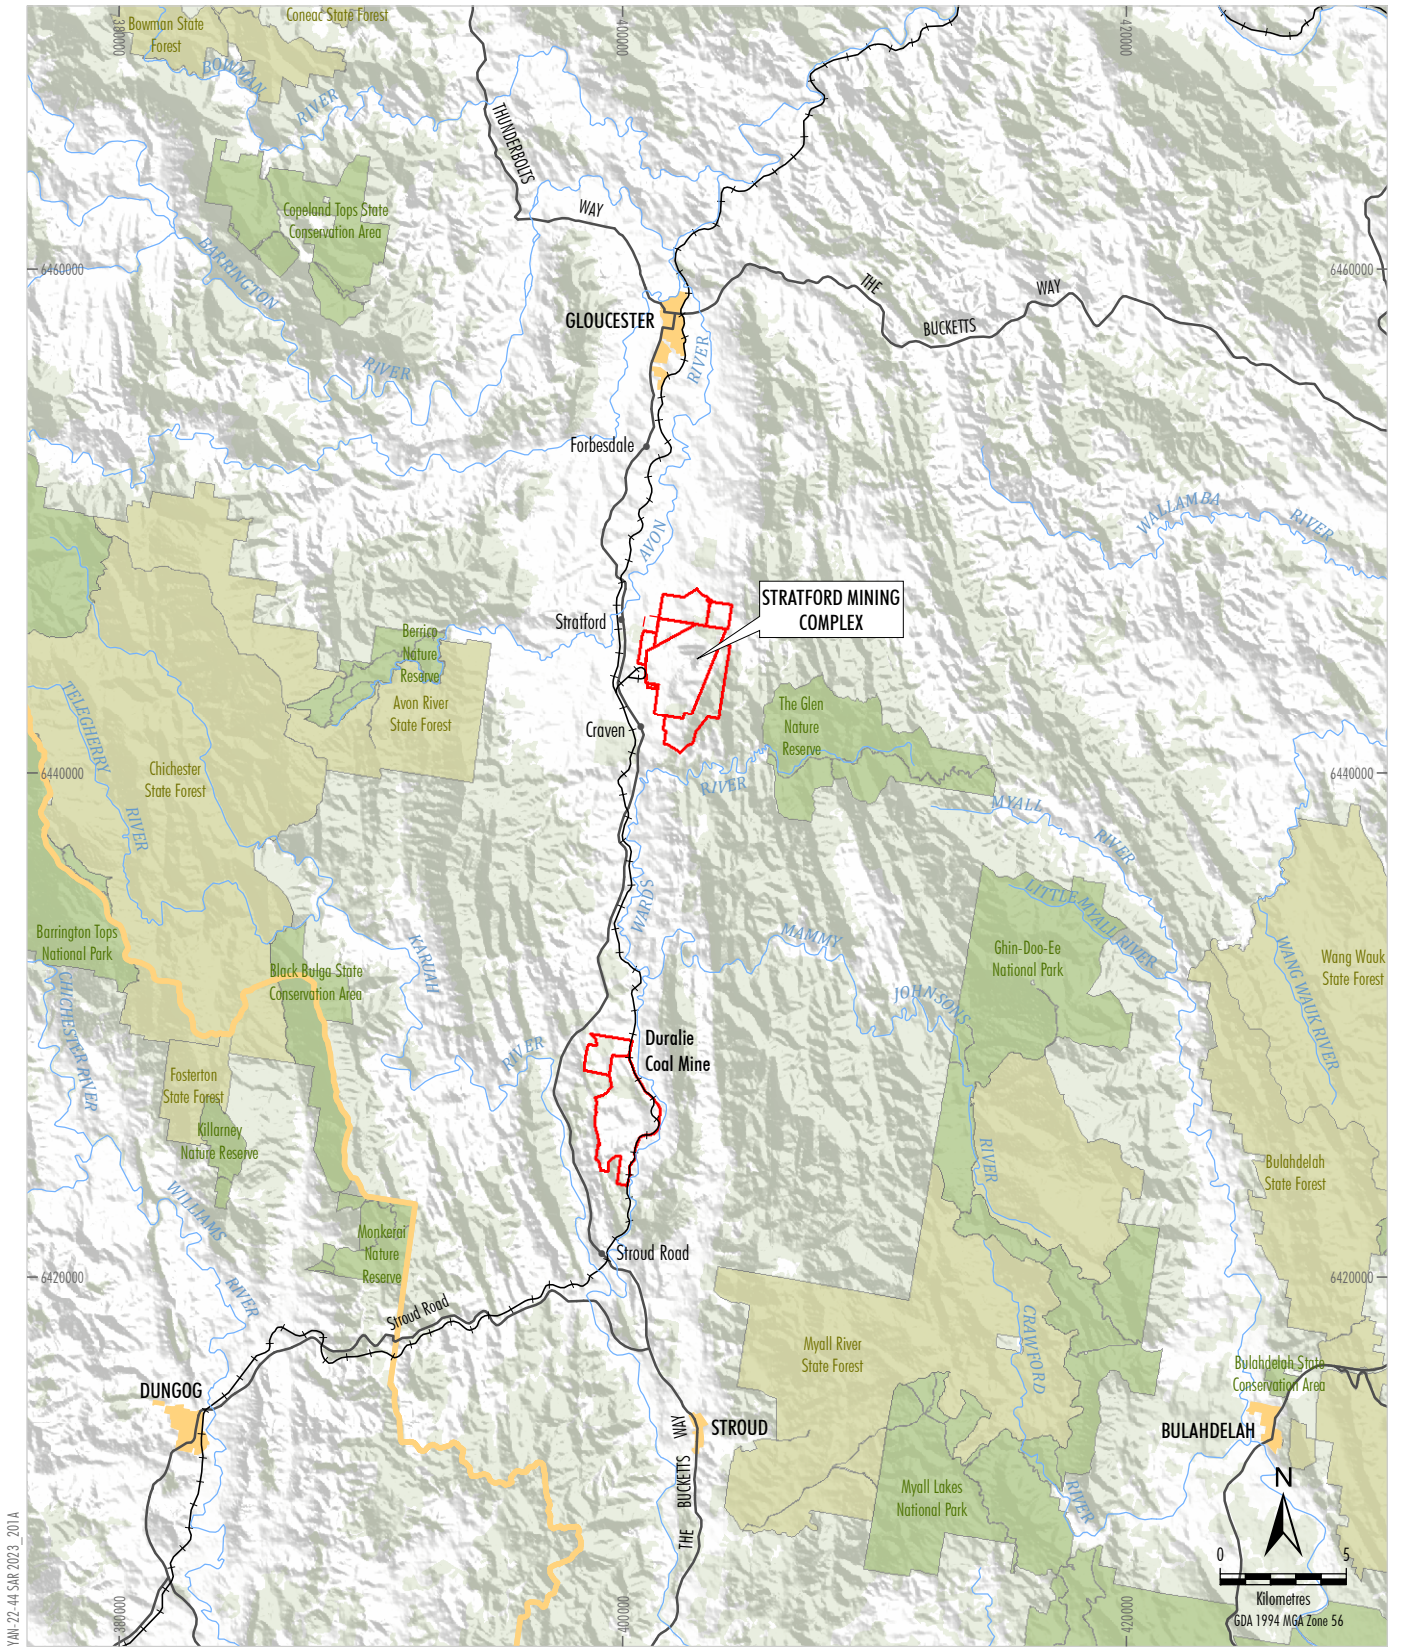 Coneac State Forest
Bowman State
Forest
380000
400000
420000
BOWMAN
RIVER
THUNDERBOLTS
WAY
Copeland Tops State
Conservation Area
BARRINGTON
RIVER
6460000
6460000
THE
BUCKETTS
WAY
GLOUCESTER
RIVER
Forbesdale
AVON
WALLAMBA
RIVER
STRATFORD MINING
COMPLEX
Stratford
Berrico
Nature
Reserve
Avon River
State Forest
The Glen
Nature
Reserve
Craven
TELEGHERRY
RIVER
Chichester
State Forest
6440000
6440000
RIVER
MYALL
RIVER
WARDS
LITTLE MYALL RIVER
Barrington Tops
National Park
KARUAH
MAMMY
JOHNSONS
Ghin-Doo-Ee
National Park
WANG WAUK RIVER
Wang Wauk
State Forest
Black Bulga State
Conservation Area
CHICHESTER RIVER
RIVER
Duralie
Coal Mine
Fosterton
State Forest
Killarney
Nature Reserve
RIVER
Bulahdelah
State Forest
WILLIAMS
RIVER
Monkerai
Nature
Reserve
Stroud Road
6420000
6420000
Stroud Road
Myall River
State Forest
CRAWFORD
RIVER
Bulahdelah State
Conservation Area
DUNGOG
STROUD
BULAHDELAH
THE BUCKETTS WAY
Myall Lakes
National Park
N
0 5
Kilometres
GDA 1994 MGA Zone 56
380000
400000
420000
YAN-22-44 SAR 2023_201A